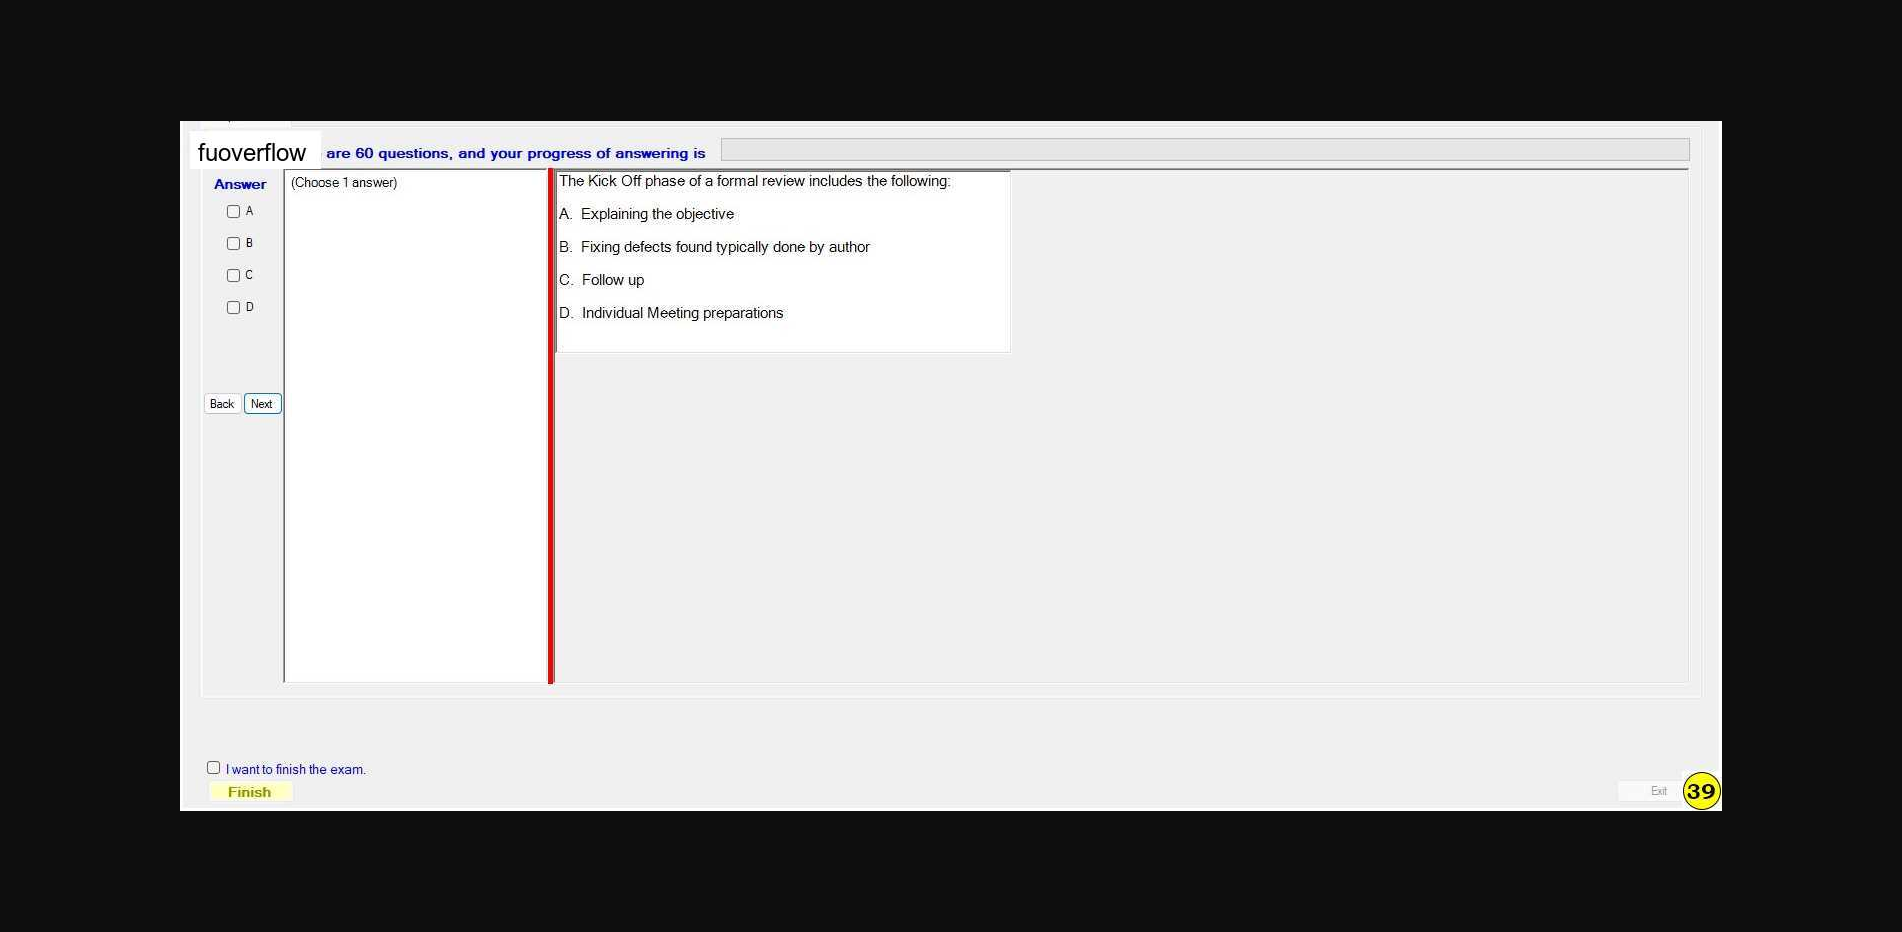 fuoverflow are 60 questions, and your progress of answering is
Answer
A
B
C
D
Back Next
(Choose 1 answer)
The Kick Off phase of a formal review includes the following:
A. Explaining the objective
B. Fixing defects found typically done by author
C. Follow up
D. Individual Meeting preparations
I want to finish the exam.
Finish
Exit
39